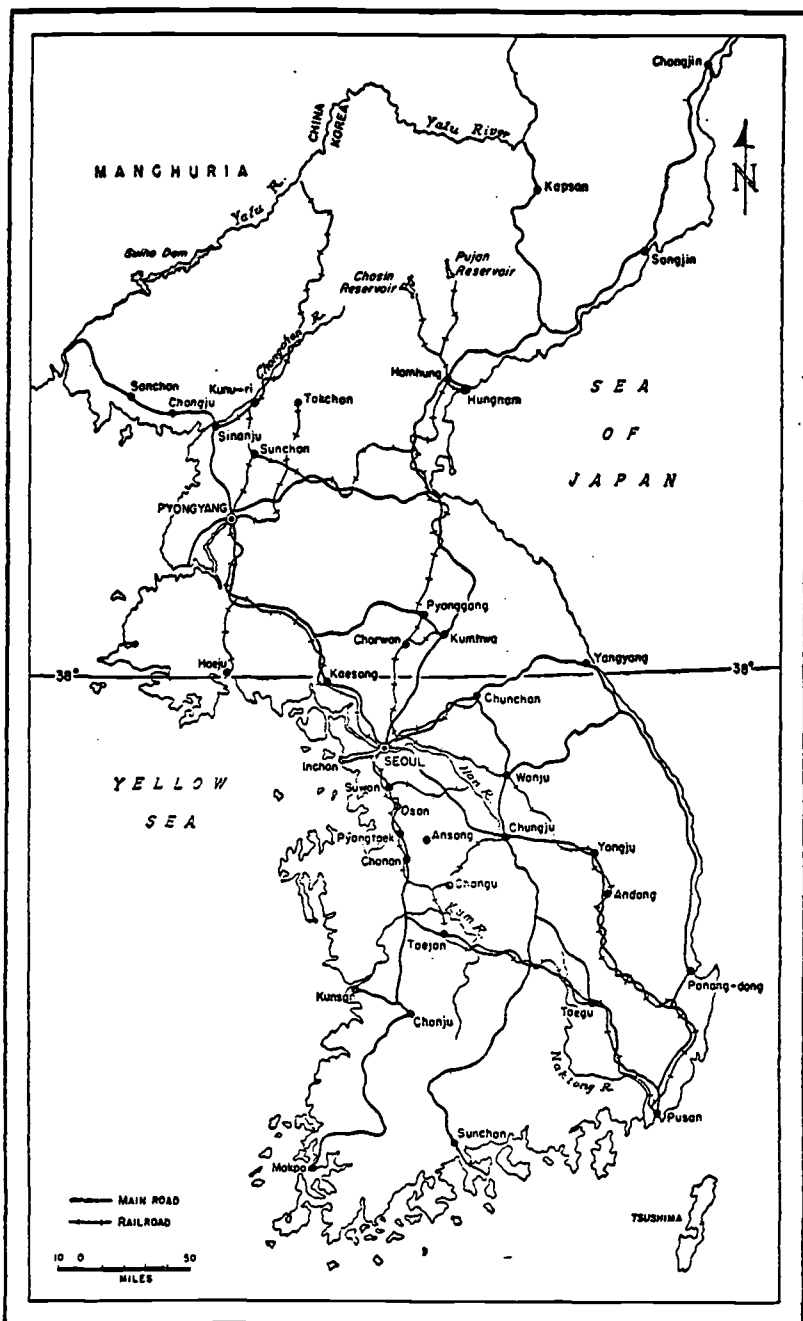 Chongjin
CHINA
KOREA
Yalu River
MANCHURIA
N
Kapsan
Yalu R.
Suiho Dam
Songjin
Pujon
Reservoir
Chosin
Reservoir
Chongchon R.
Hamhung
Hungnam
SEA
OF
JAPAN
Sonchon
Chongju
Kunu-ri
Tokchon
Sinanju
Sunchon
PYONGYANG
Pyonggang
Chorwon
Kumhwa
Yangyang
Haeju
38°
38°
Kaesong
Chunchon
Inchon
SEOUL
YELLOW
SEA
Suwon
Han R.
Wonju
Osan
Pyongtaek
Ansong
Chungju
Yongju
Chonan
Changu
Andong
Kum R.
Taejon
Kunsan
Chonju
Taegu
Pohang-dong
Naktong R.
Pusan
Sunchon
Mokpo
MAIN ROAD
RAILROAD
TSUSHIMA
10 0 50
MILES